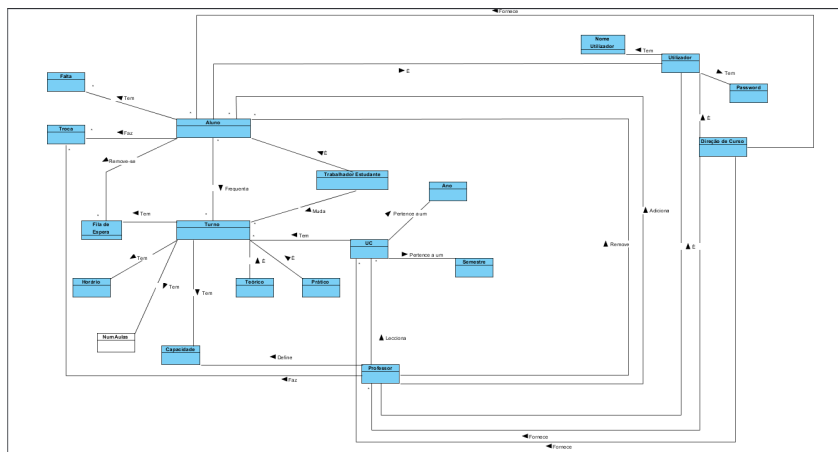 Fornece
Nome
Utilizador
Tem
Utilizador
É
Tem
Password
Falta
Tem
Aluno
Troca
Faz
É
Direção de Curso
É
Remove-se
Trabalhador Estudante
Ano
Frequenta
Pertence a um
Adiciona
Muda
Tem
Fila de
Espera
Turno
Tem
UC
Remove
É
Tem
É
É
Pertence a um
Semestre
Horário
Tem
Tem
Teórico
Prático
NumAulas
Lecciona
Capacidade
Define
Professor
Faz
Fornece
Fornece